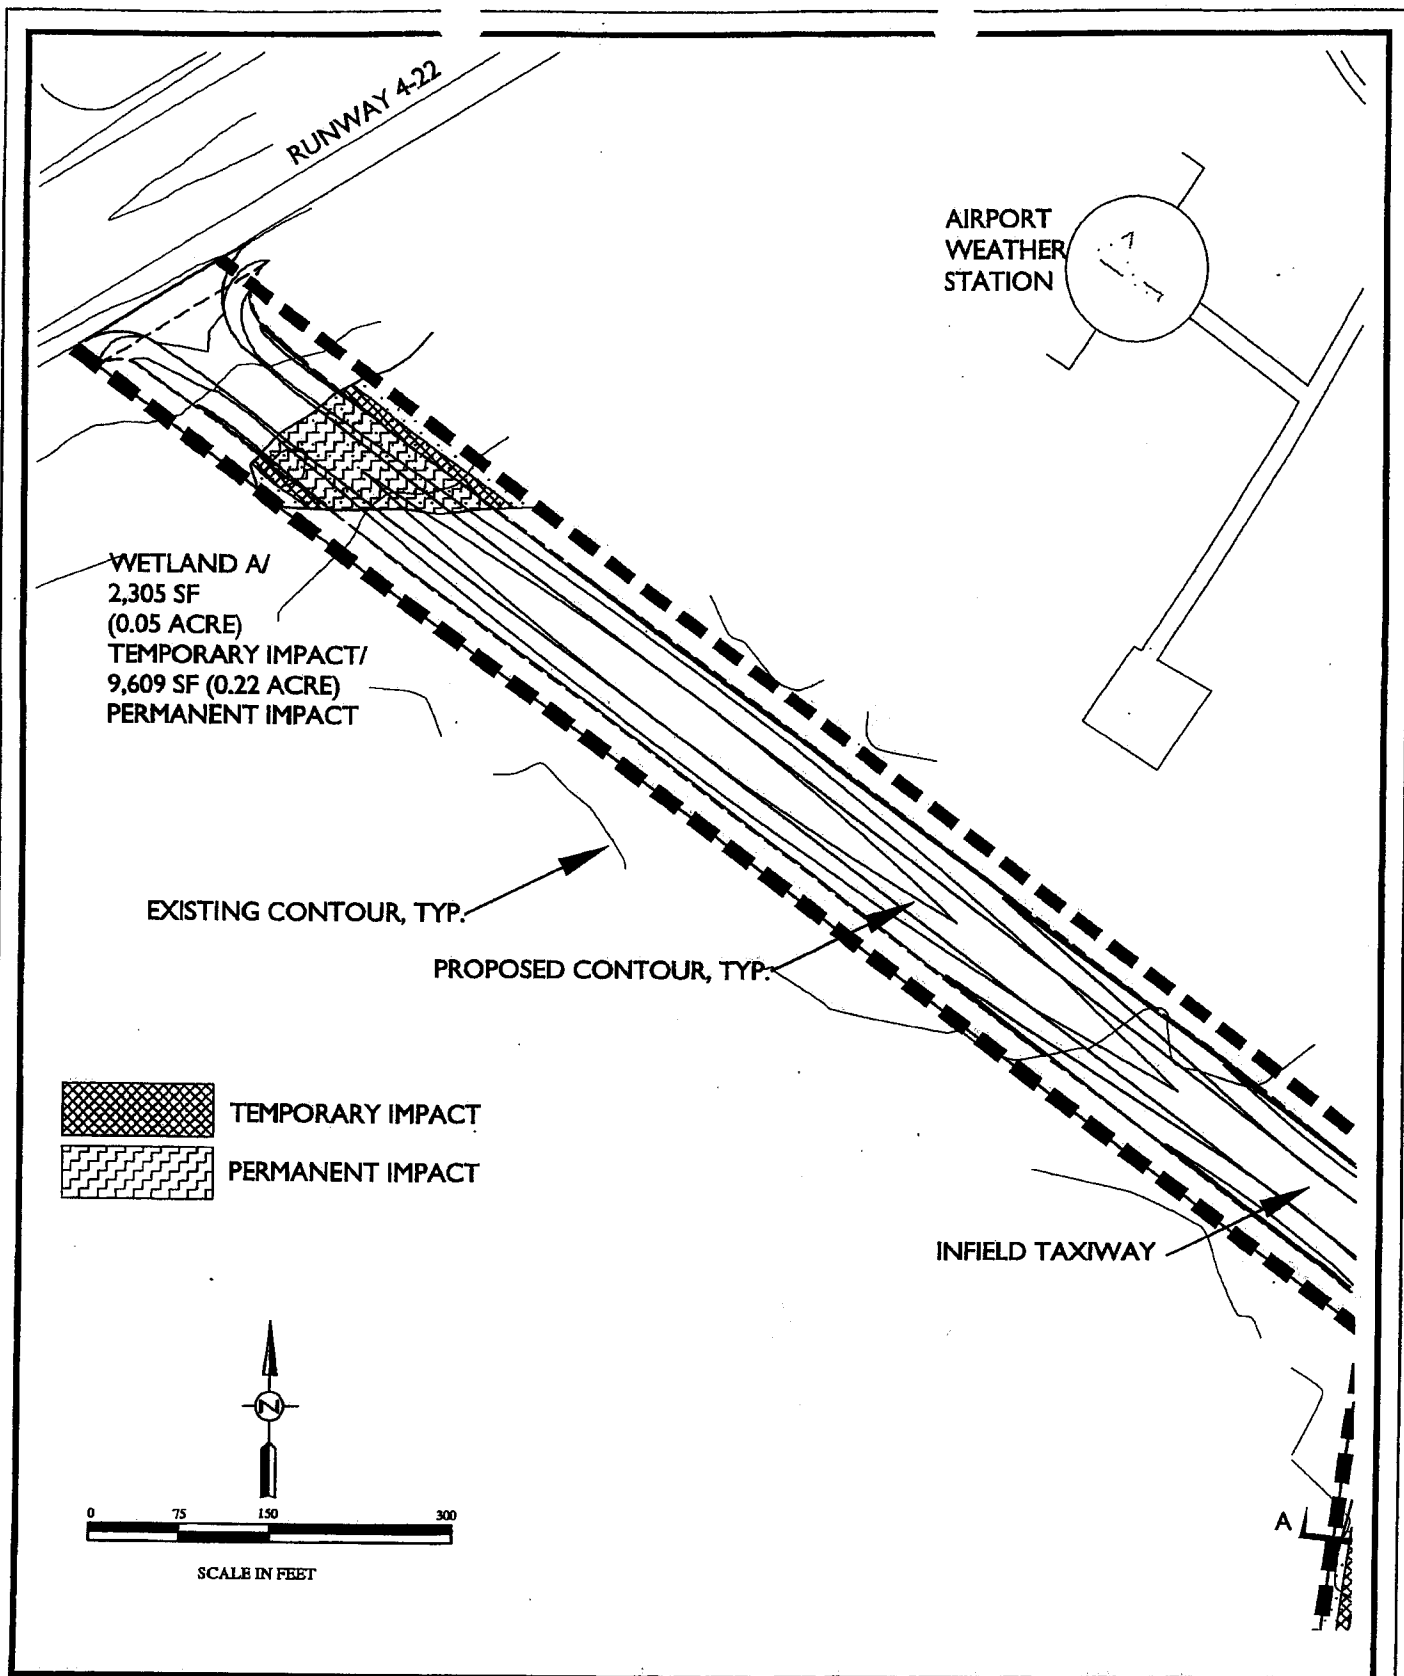 RUNWAY 4-22
AIRPORT
WEATHER
STATION
WETLAND A/
2,305 SF
(0.05 ACRE)
TEMPORARY IMPACT/
9,609 SF (0.22 ACRE)
PERMANENT IMPACT
EXISTING CONTOUR, TYP.
PROPOSED CONTOUR, TYP.
TEMPORARY IMPACT
PERMANENT IMPACT
INFIELD TAXIWAY
N
0 75 150 300
SCALE IN FEET
A